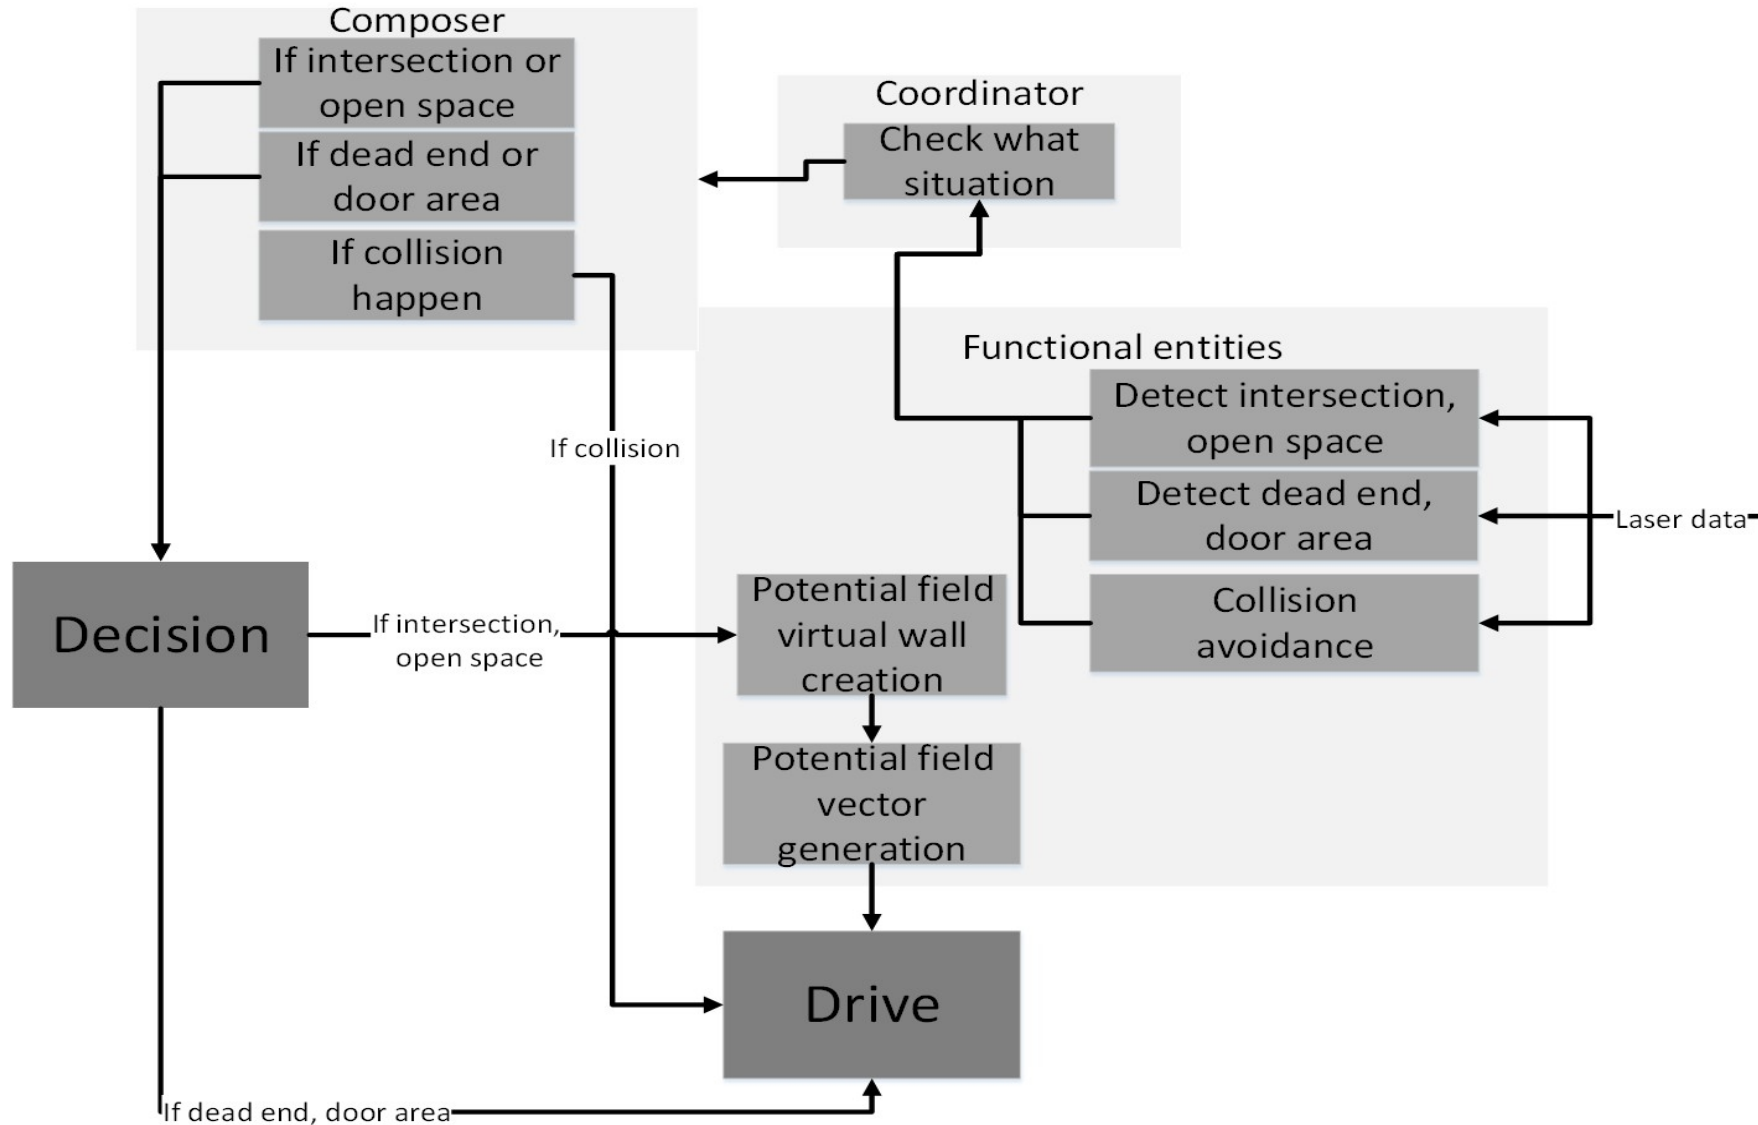 Composer
If intersection or
open space
If dead end or
door area
If collision
happen
Coordinator
Check what
situation
Functional entities
Detect intersection,
open space
Detect dead end,
door area
Collision
avoidance
Laser data
If collision
Decision
If intersection,
open space
Potential field
virtual wall
creation
Potential field
vector
generation
Drive
If dead end, door area